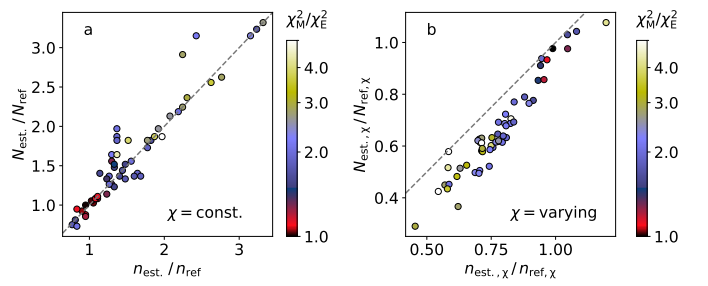 a
χ²_M/χ²_E
3.0
2.5
2.0
1.5
1.0
N_est. / N_ref
χ = const.
1
2
3
n_est. / n_ref
4.0
3.0
2.0
1.0
b
χ²_M/χ²_E
1.0
0.8
0.6
0.4
N_est.,χ / N_ref,χ
χ = varying
0.50
0.75
1.00
n_est.,χ / n_ref,χ
4.0
3.0
2.0
1.0